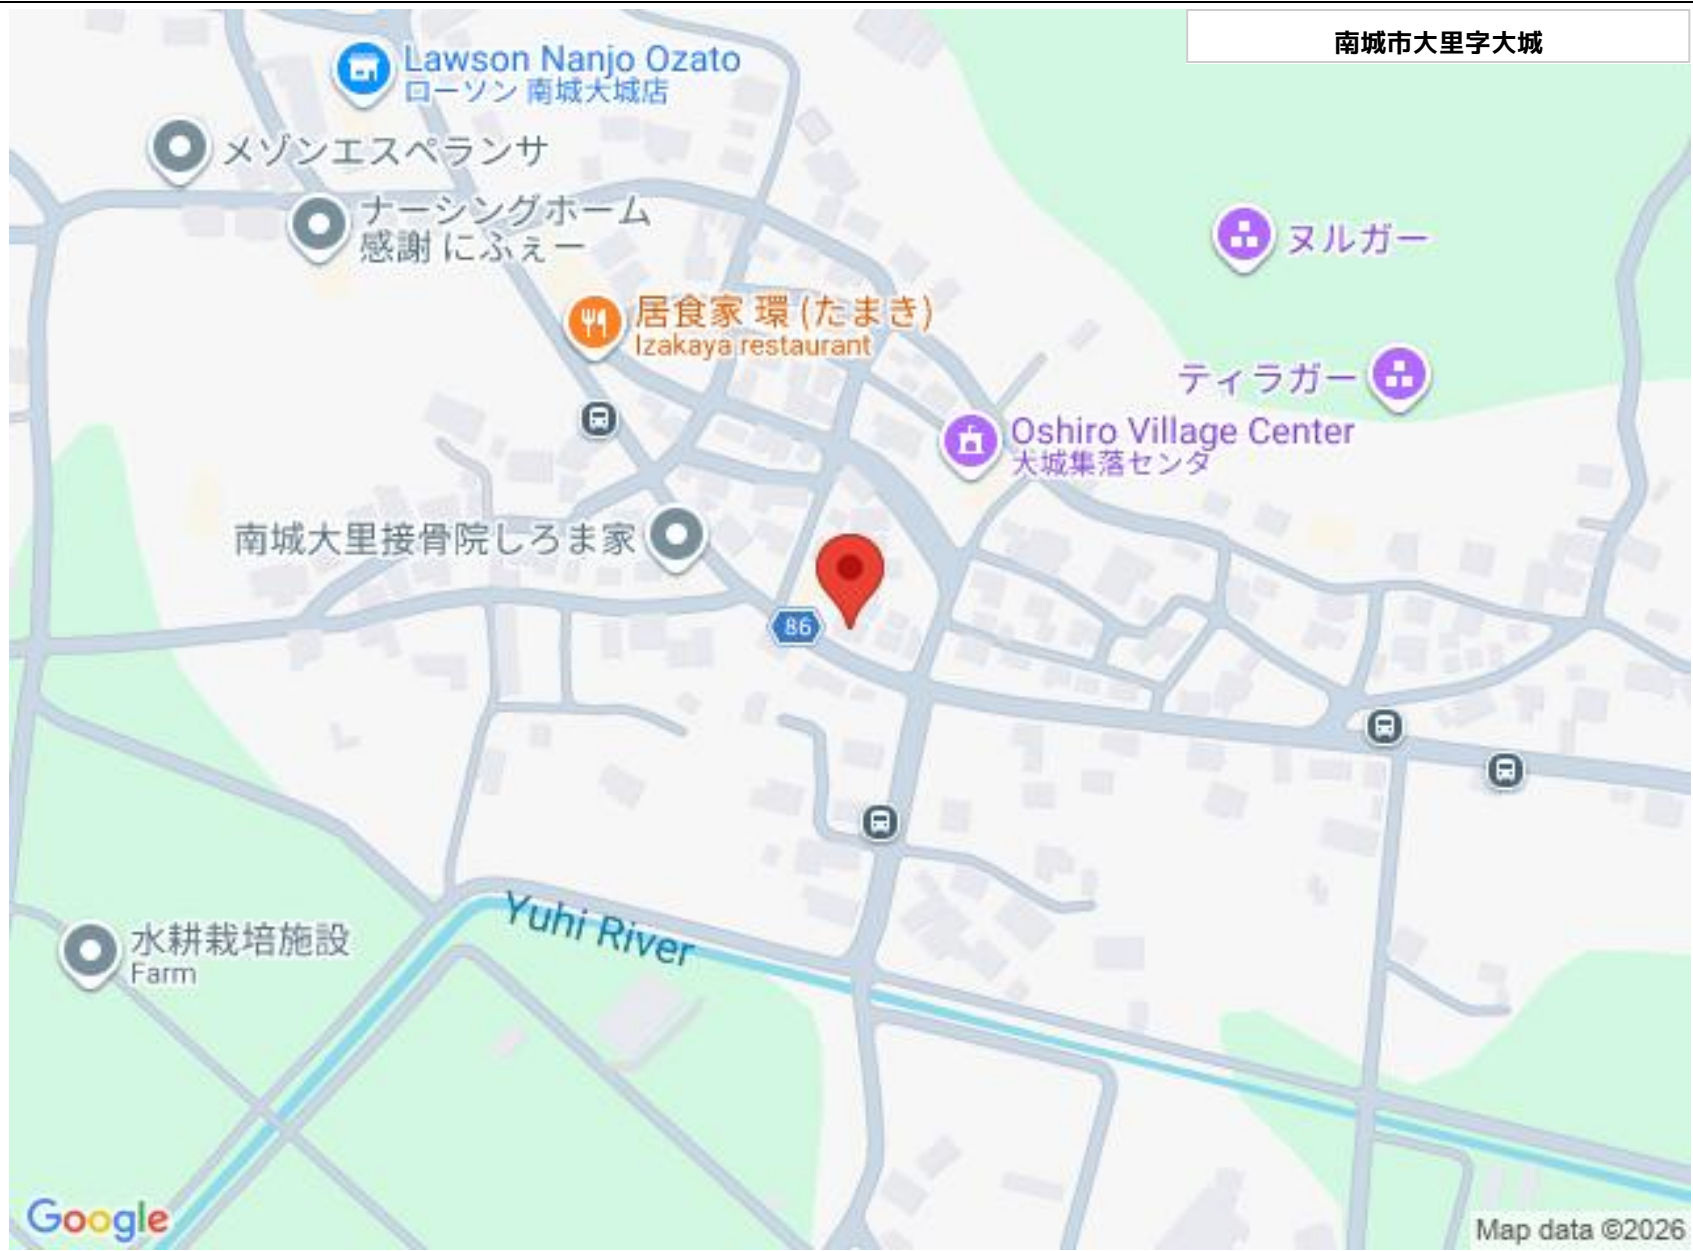 南城市大里字大城
Lawson Nanjo Ozato
ローソン 南城大城店
メゾンエスペランサ
ナーシングホーム
感謝 にふぇー
ヌルガー
居食家 環 (たまき)
Izakaya restaurant
ティラガー
Oshiro Village Center
大城集落センタ
南城大里接骨院しろま家
86
Yuhi River
水耕栽培施設
Farm
Google
Map data ©2026